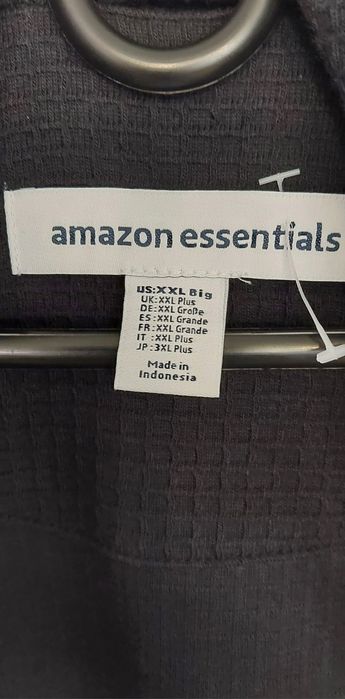 amazon essentials
US:XXL Big
UK:XXL Plus
DE:XXL Große
ES :XXL Grande
FR :XXL Grande
IT :XXL Plus
JP :3XL Plus
Made in
Indonesia